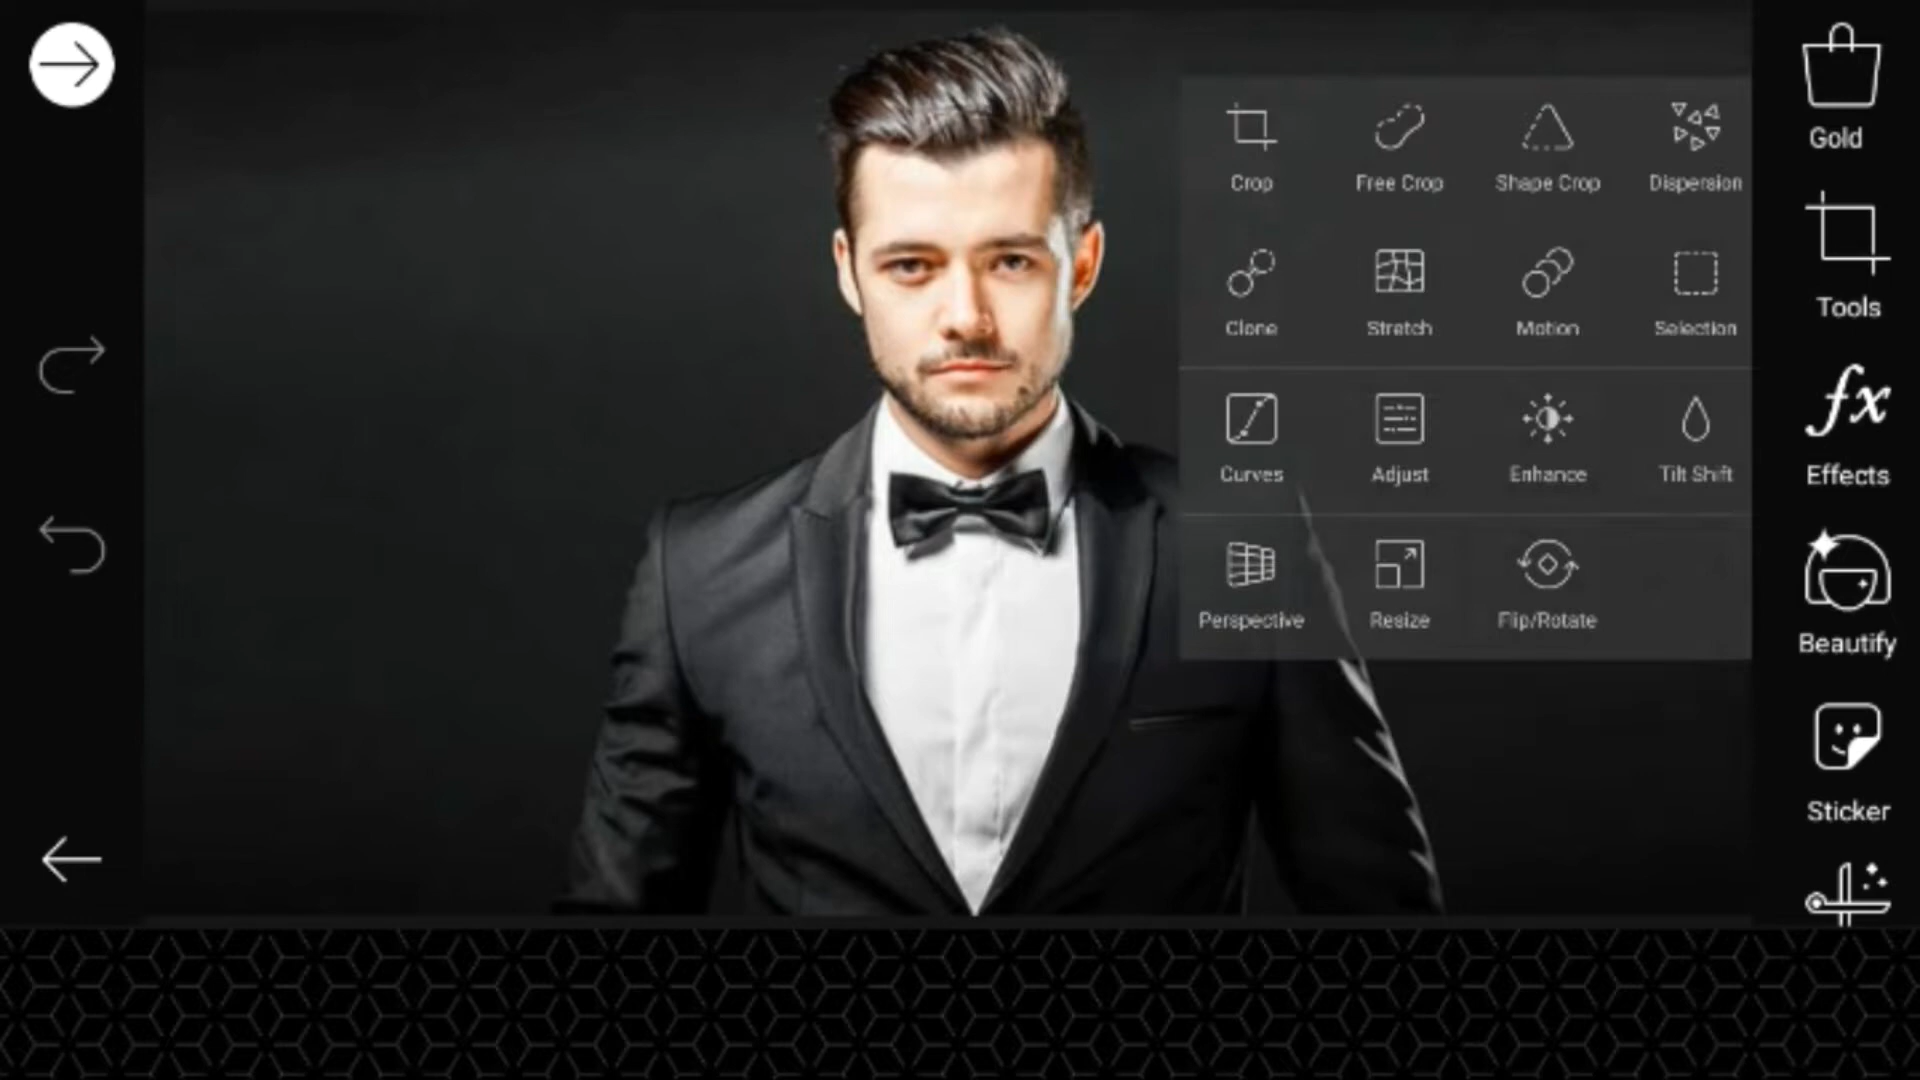 Crop Free Crop Shape Crop Dispersion
Clone Stretch Motion Selection
Curves Adjust Enhance Tilt Shift
Perspective Resize Flip/Rotate
Gold
Tools
fx
Effects
Beautify
Sticker